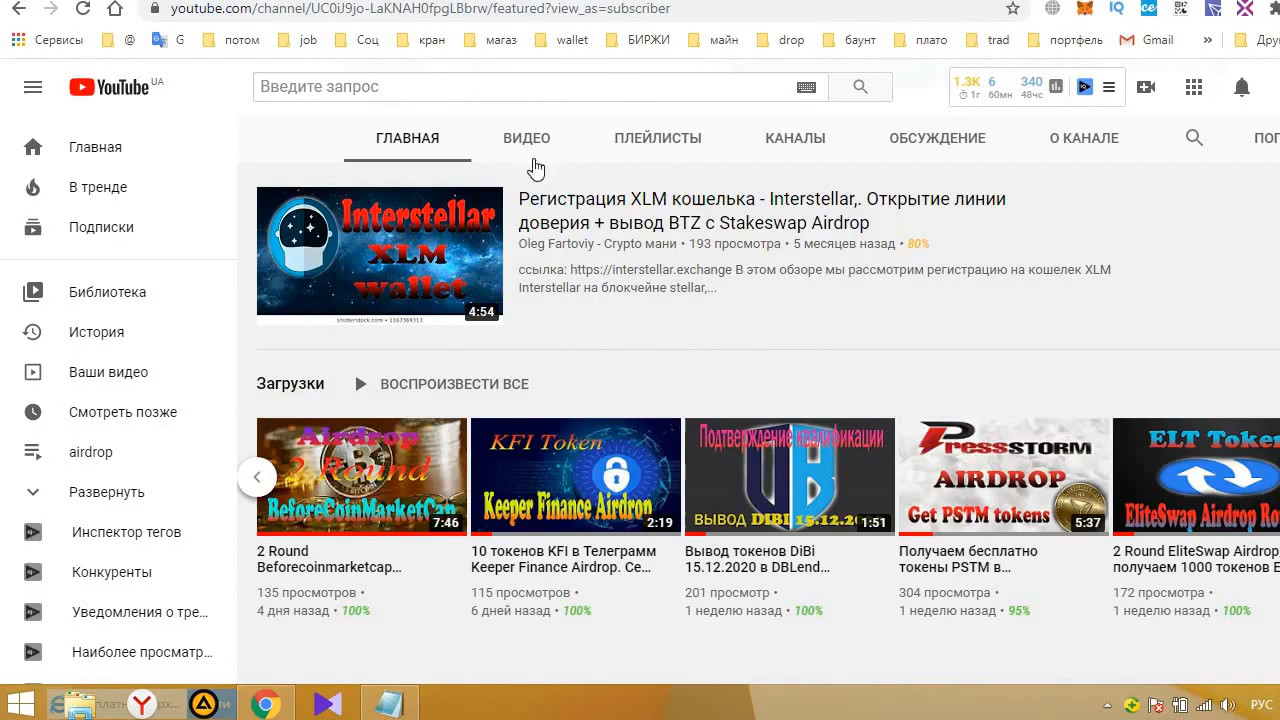 youtube.com/channel/UC0iJ9jo-LaKNAH0fpgLBbrw/featured?view_as=subscriber
Сервисы @ G потом job Соц кран магаз wallet БИРЖИ майн drop баунт плато trad портфель Gmail »
YouTube UA
Введите запрос
1.3K 6 340
1г 60мн 48чс
ГЛАВНАЯ ВИДЕО ПЛЕЙЛИСТЫ КАНАЛЫ ОБСУЖДЕНИЕ О КАНАЛЕ
Главная
В тренде
Подписки
Библиотека
История
Ваши видео
Смотреть позже
airdrop
Развернуть
Инспектор тегов
Конкуренты
Уведомления о тре...
Наиболее просматр...
Interstellar
XLM
wallet
4:54
shutterstock.com • 1167369313
Регистрация XLM кошелька - Interstellar,. Открытие линии
доверия + вывод BTZ с Stakeswap Airdrop
Oleg Fartoviy - Crypto мани • 193 просмотра • 5 месяцев назад • 80%
ссылка: https://interstellar.exchange В этом обзоре мы рассмотрим регистрацию на кошелек XLM
Interstellar на блокчейне stellar,...
Загрузки ВОСПРОИЗВЕСТИ ВСЕ
Airdrop
2 Round
BeforeCoinMarketCap
7:46
2 Round
Beforecoinmarketcap...
135 просмотров •
4 дня назад • 100%
KFI Token
Keeper Finance Airdrop
2:19
10 токенов KFI в Телеграмм
Keeper Finance Airdrop. Се...
115 просмотров •
6 дней назад • 100%
Подтверждение квалификации
ВЫВОД DIBI 15.12.2
1:51
Вывод токенов DiBi
15.12.2020 в DBLend...
201 просмотр •
1 неделю назад • 100%
PRESSSTORM
AIRDROP
Get PSTM tokens
5:37
Получаем бесплатно
токены PSTM в...
304 просмотра •
1 неделю назад • 95%
ELT Token
EliteSwap Airdrop
2 Round EliteSwap Airdrop.
получаем 1000 токенов E
172 просмотра •
1 неделю назад • 100%
РУС